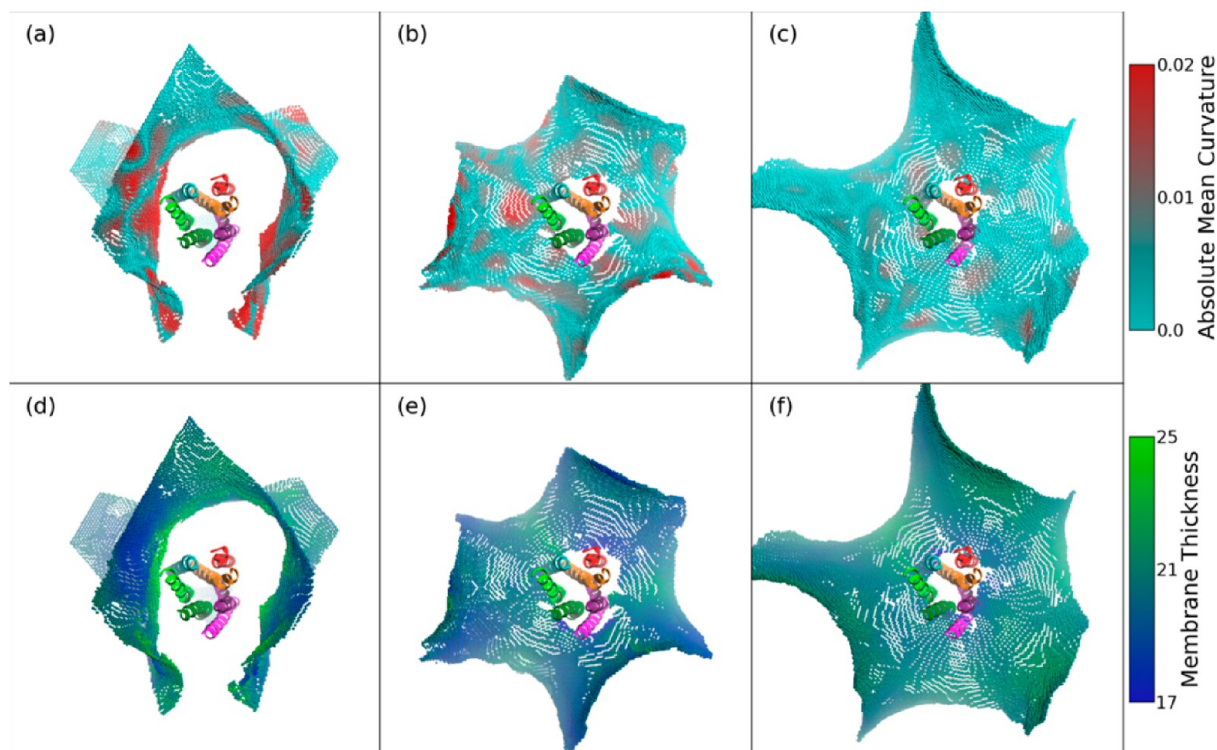 (a)
(b)
(c)
0.02
0.01
0.0
Absolute Mean Curvature
(d)
(e)
(f)
25
21
17
Membrane Thickness